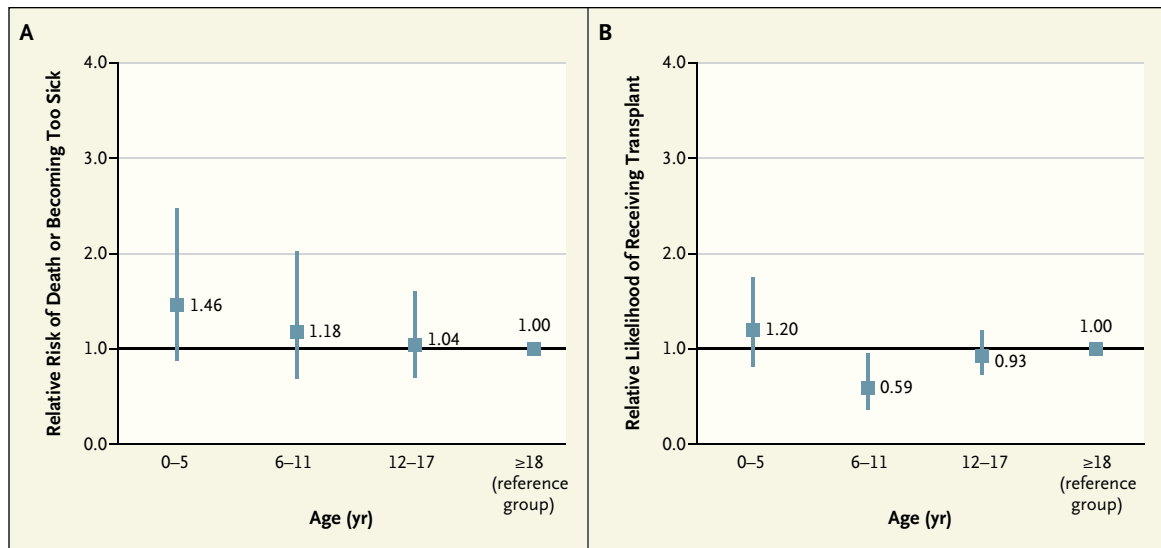 A
Relative Risk of Death or Becoming Too Sick
4.0
3.0
2.0
1.0
0.0
1.46
1.18
1.04
1.00
0–5
6–11
12–17
≥18
(reference
group)
Age (yr)
B
Relative Likelihood of Receiving Transplant
4.0
3.0
2.0
1.0
0.0
1.20
0.59
0.93
1.00
0–5
6–11
12–17
≥18
(reference
group)
Age (yr)